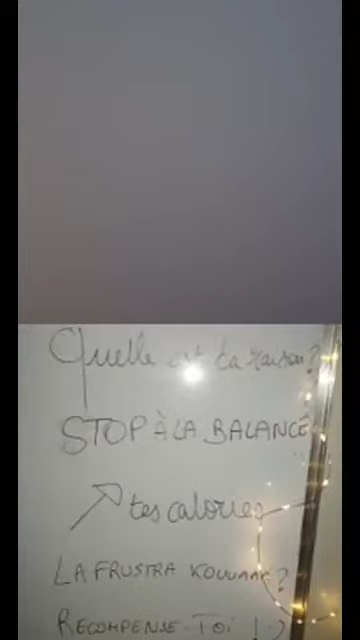 Quelle est ta raison?
STOP À LA BALANCE
↗ tes calories
LA FRUSTRA ?
RECOMPENSE-TOI !